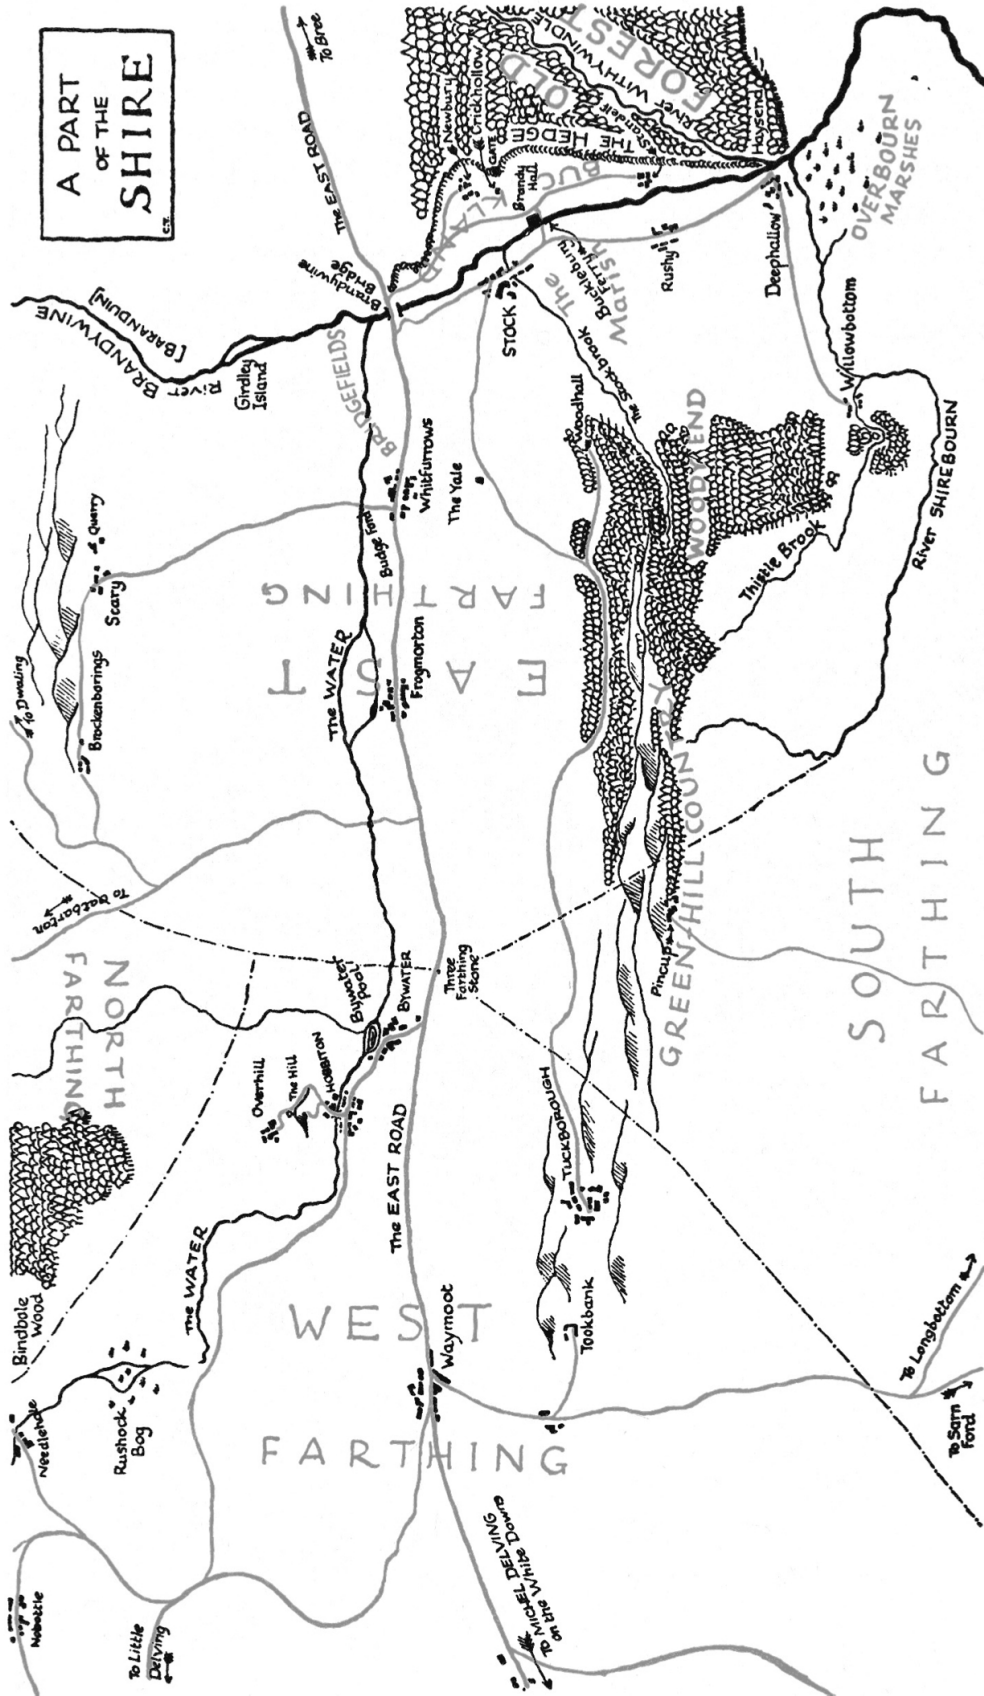 A PART
OF THE
SHIRE
C.T.
To Bree
The EAST ROAD
OLD
FOREST
River WITHYWINDLE
Newbury
Crickhollow
GATE
THE HEDGE
Standelf
Haysend
BUCKLAND
Brandy
Hall
Brandywine
Bridge
River BRANDYWINE
[BARANDUIN]
Girdley
Island
BRIDGEFIELDS
STOCK
Bucklebury
Ferry
The
Marish
Rushy
Deephallow
OVERBOURN
MARSHES
Willowbottom
River SHIREBOURN
Thistle Brook
The Stockbrook
Woodhall
WOODY END
Whitfurrows
The Yale
Budge Ford
Scary
Quarry
Brockenborings
To Dwaling
EAST
FARTHING
The WATER
Frogmorton
GREEN-HILL COUNTRY
Pincup
SOUTH
FARTHING
To Oatbarton
NORTH
FARTHING
Bywater
Pool
BYWATER
Three
Farthing
Stone
Overhill
The Hill
HOBBITON
The EAST ROAD
TUCKBOROUGH
Tookbank
Bindbole
Wood
The WATER
Needlehole
Rushock
Bog
WEST
FARTHING
Waymoot
To Longbottom
To Sarn
Ford
Nobottle
To Little
Delving
To MICHEL DELVING
on the White Downs